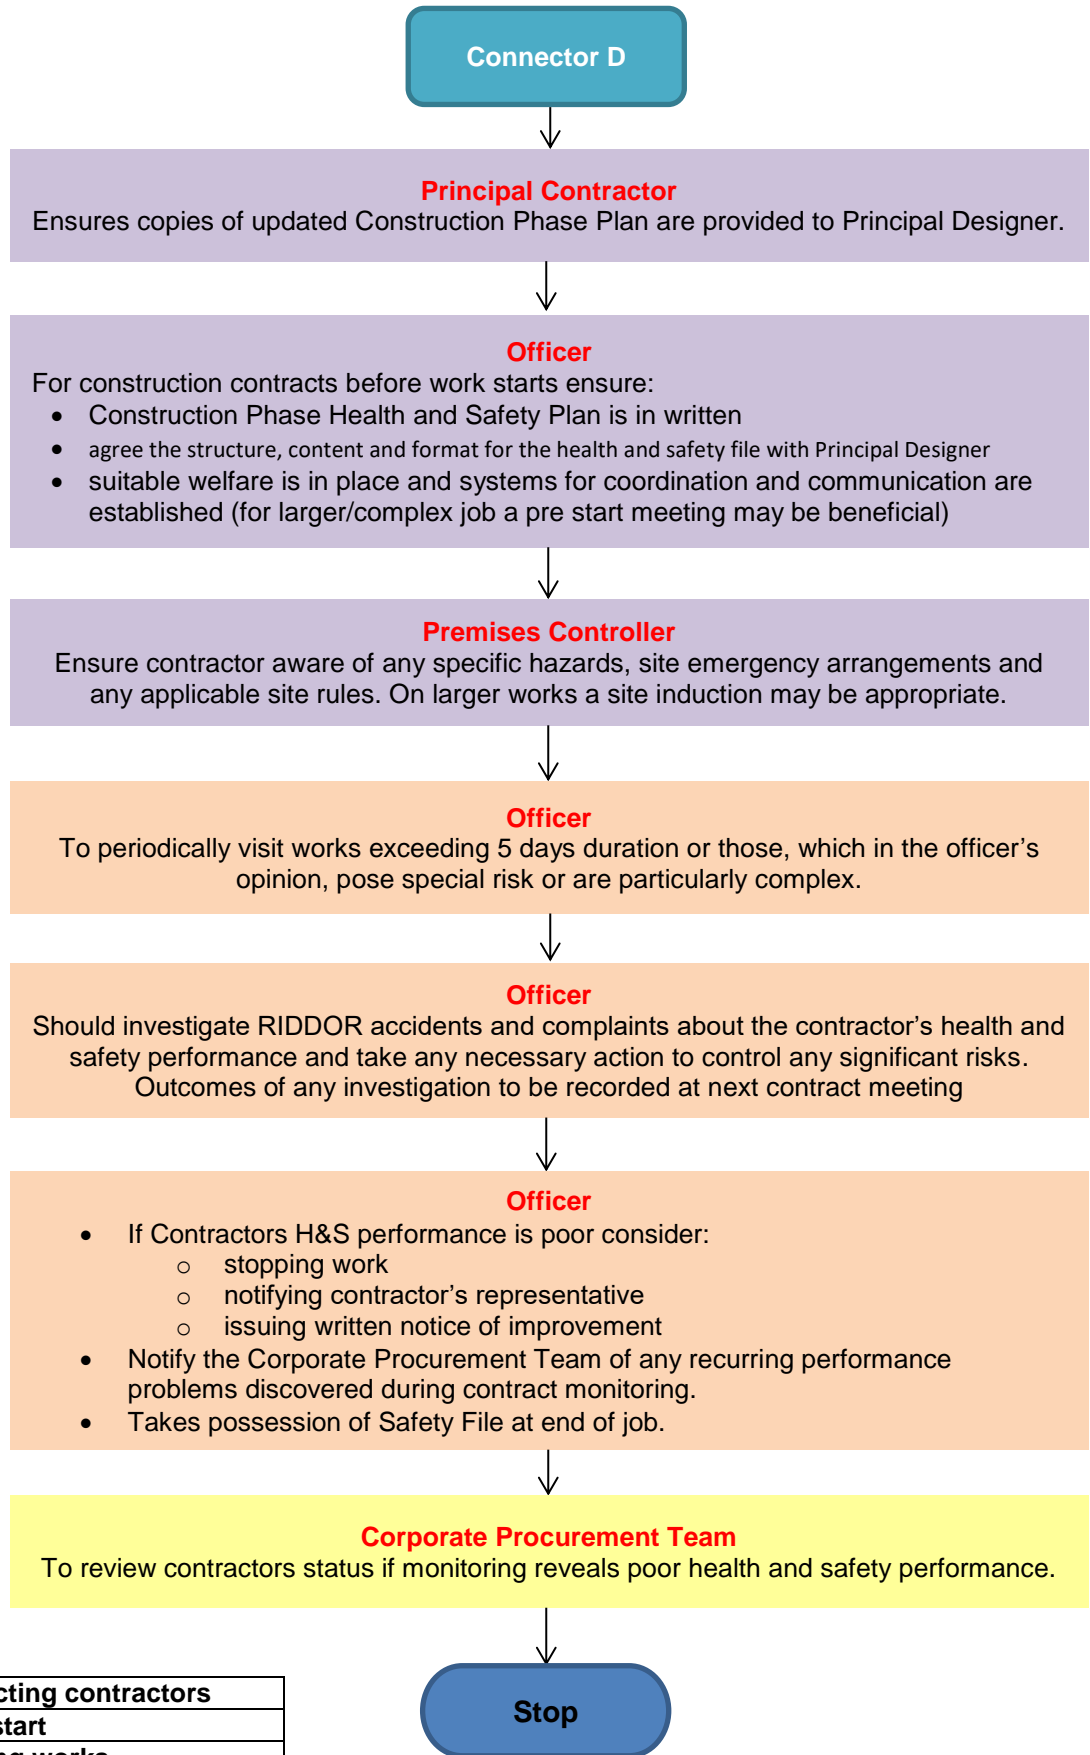 Connector D
Principal Contractor
Ensures copies of updated Construction Phase Plan are provided to Principal Designer.
Officer
For construction contracts before work starts ensure:
• Construction Phase Health and Safety Plan is in written
• agree the structure, content and format for the health and safety file with Principal Designer
• suitable welfare is in place and systems for coordination and communication are
established (for larger/complex job a pre start meeting may be beneficial)
Premises Controller
Ensure contractor aware of any specific hazards, site emergency arrangements and
any applicable site rules. On larger works a site induction may be appropriate.
Officer
To periodically visit works exceeding 5 days duration or those, which in the officer’s
opinion, pose special risk or are particularly complex.
Officer
Should investigate RIDDOR accidents and complaints about the contractor’s health and
safety performance and take any necessary action to control any significant risks.
Outcomes of any investigation to be recorded at next contract meeting
Officer
• If Contractors H&S performance is poor consider:
o stopping work
o notifying contractor’s representative
o issuing written notice of improvement
• Notify the Corporate Procurement Team of any recurring performance
problems discovered during contract monitoring.
• Takes possession of Safety File at end of job.
Corporate Procurement Team
To review contractors status if monitoring reveals poor health and safety performance.
Stop
cting contractors
start
works